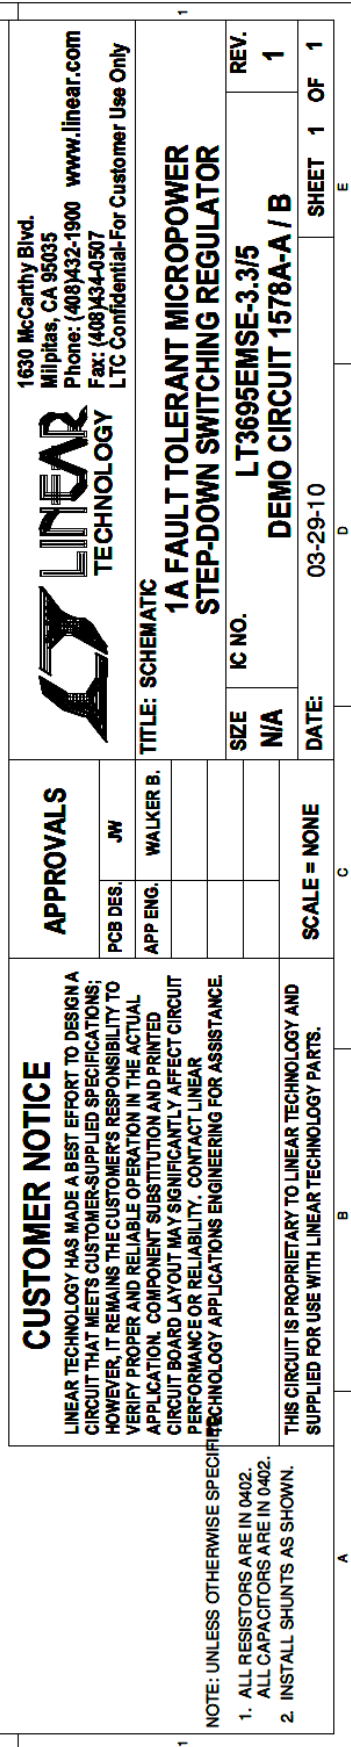 NOTE: UNLESS OTHERWISE SPECIFIED
1. ALL RESISTORS ARE IN 0402.
ALL CAPACITORS ARE IN 0402.
2. INSTALL SHUNTS AS SHOWN.
CUSTOMER NOTICE
LINEAR TECHNOLOGY HAS MADE A BEST EFFORT TO DESIGN A
CIRCUIT THAT MEETS CUSTOMER-SUPPLIED SPECIFICATIONS;
HOWEVER, IT REMAINS THE CUSTOMER'S RESPONSIBILITY TO
VERIFY PROPER AND RELIABLE OPERATION IN THE ACTUAL
APPLICATION. COMPONENT SUBSTITUTION AND PRINTED
CIRCUIT BOARD LAYOUT MAY SIGNIFICANTLY AFFECT CIRCUIT
PERFORMANCE OR RELIABILITY. CONTACT LINEAR
TECHNOLOGY APPLICATIONS ENGINEERING FOR ASSISTANCE.
THIS CIRCUIT IS PROPRIETARY TO LINEAR TECHNOLOGY AND
SUPPLIED FOR USE WITH LINEAR TECHNOLOGY PARTS.
APPROVALS
PCB DES. JW
APP ENG. WALKER B.
SCALE = NONE
LT LINEAR
TECHNOLOGY
1630 McCarthy Blvd.
Milpitas, CA 95035
Phone: (408)432-1900 www.linear.com
Fax: (408)434-0507
LTC Confidential-For Customer Use Only
TITLE: SCHEMATIC
1A FAULT TOLERANT MICROPOWER
STEP-DOWN SWITCHING REGULATOR
SIZE
N/A
IC NO.
LT3695EMSE-3.3/5
DEMO CIRCUIT 1578A-A / B
REV.
1
DATE: 03-29-10
SHEET 1 OF 1
A B C D E
1 1